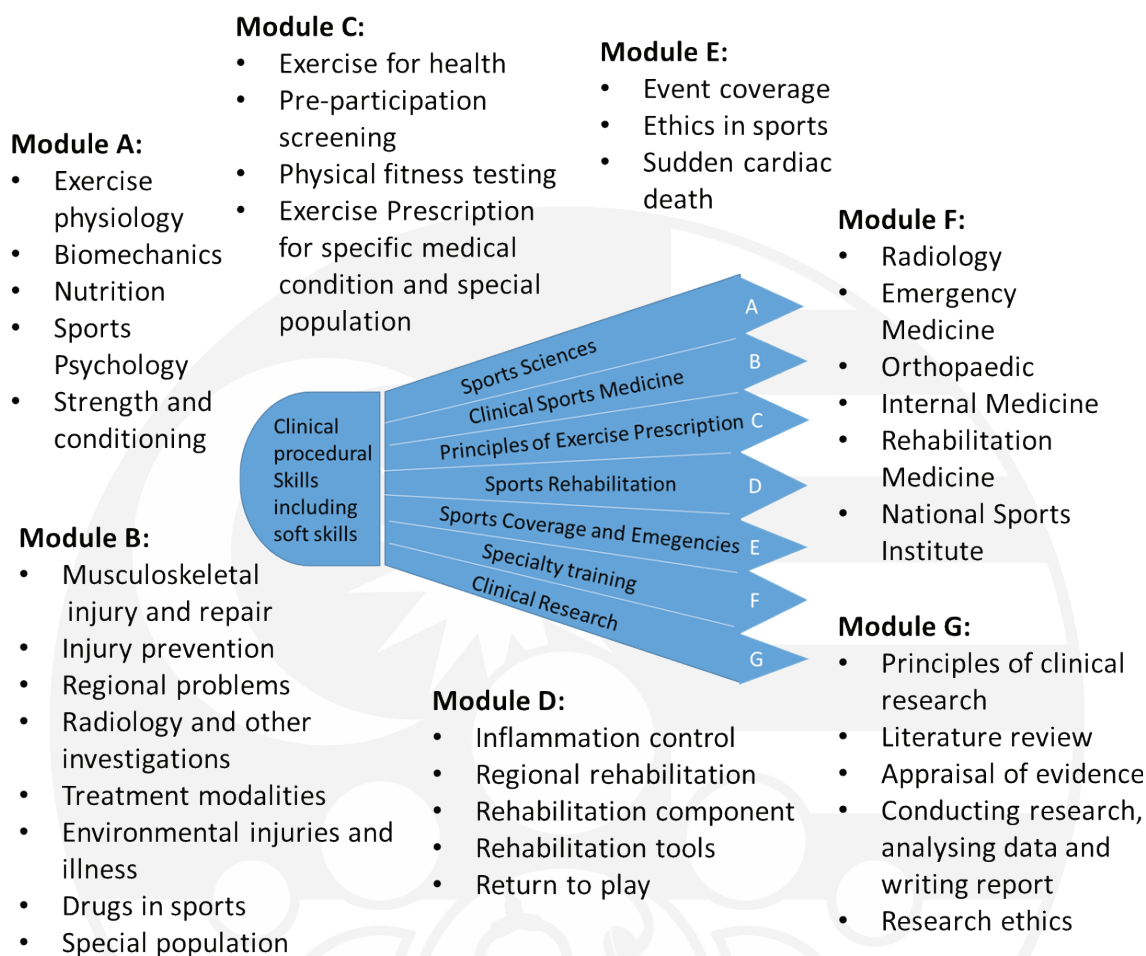 Module C:
• Exercise for health
• Pre-participation
screening
• Physical fitness testing
• Exercise Prescription
for specific medical
condition and special
population
Module E:
• Event coverage
• Ethics in sports
• Sudden cardiac
death
Module A:
• Exercise
physiology
• Biomechanics
• Nutrition
• Sports
Psychology
• Strength and
conditioning
Module F:
• Radiology
• Emergency
Medicine
• Orthopaedic
• Internal Medicine
• Rehabilitation
Medicine
• National Sports
Institute
Clinical
procedural
Skills
including
soft skills
Sports Sciences A
Clinical Sports Medicine B
Principles of Exercise Prescription C
Sports Rehabilitation D
Sports Coverage and Emegencies E
Specialty training F
Clinical Research G
Module B:
• Musculoskeletal
injury and repair
• Injury prevention
• Regional problems
• Radiology and other
investigations
• Treatment modalities
• Environmental injuries and
illness
• Drugs in sports
• Special population
Module D:
• Inflammation control
• Regional rehabilitation
• Rehabilitation component
• Rehabilitation tools
• Return to play
Module G:
• Principles of clinical
research
• Literature review
• Appraisal of evidence
• Conducting research,
analysing data and
writing report
• Research ethics